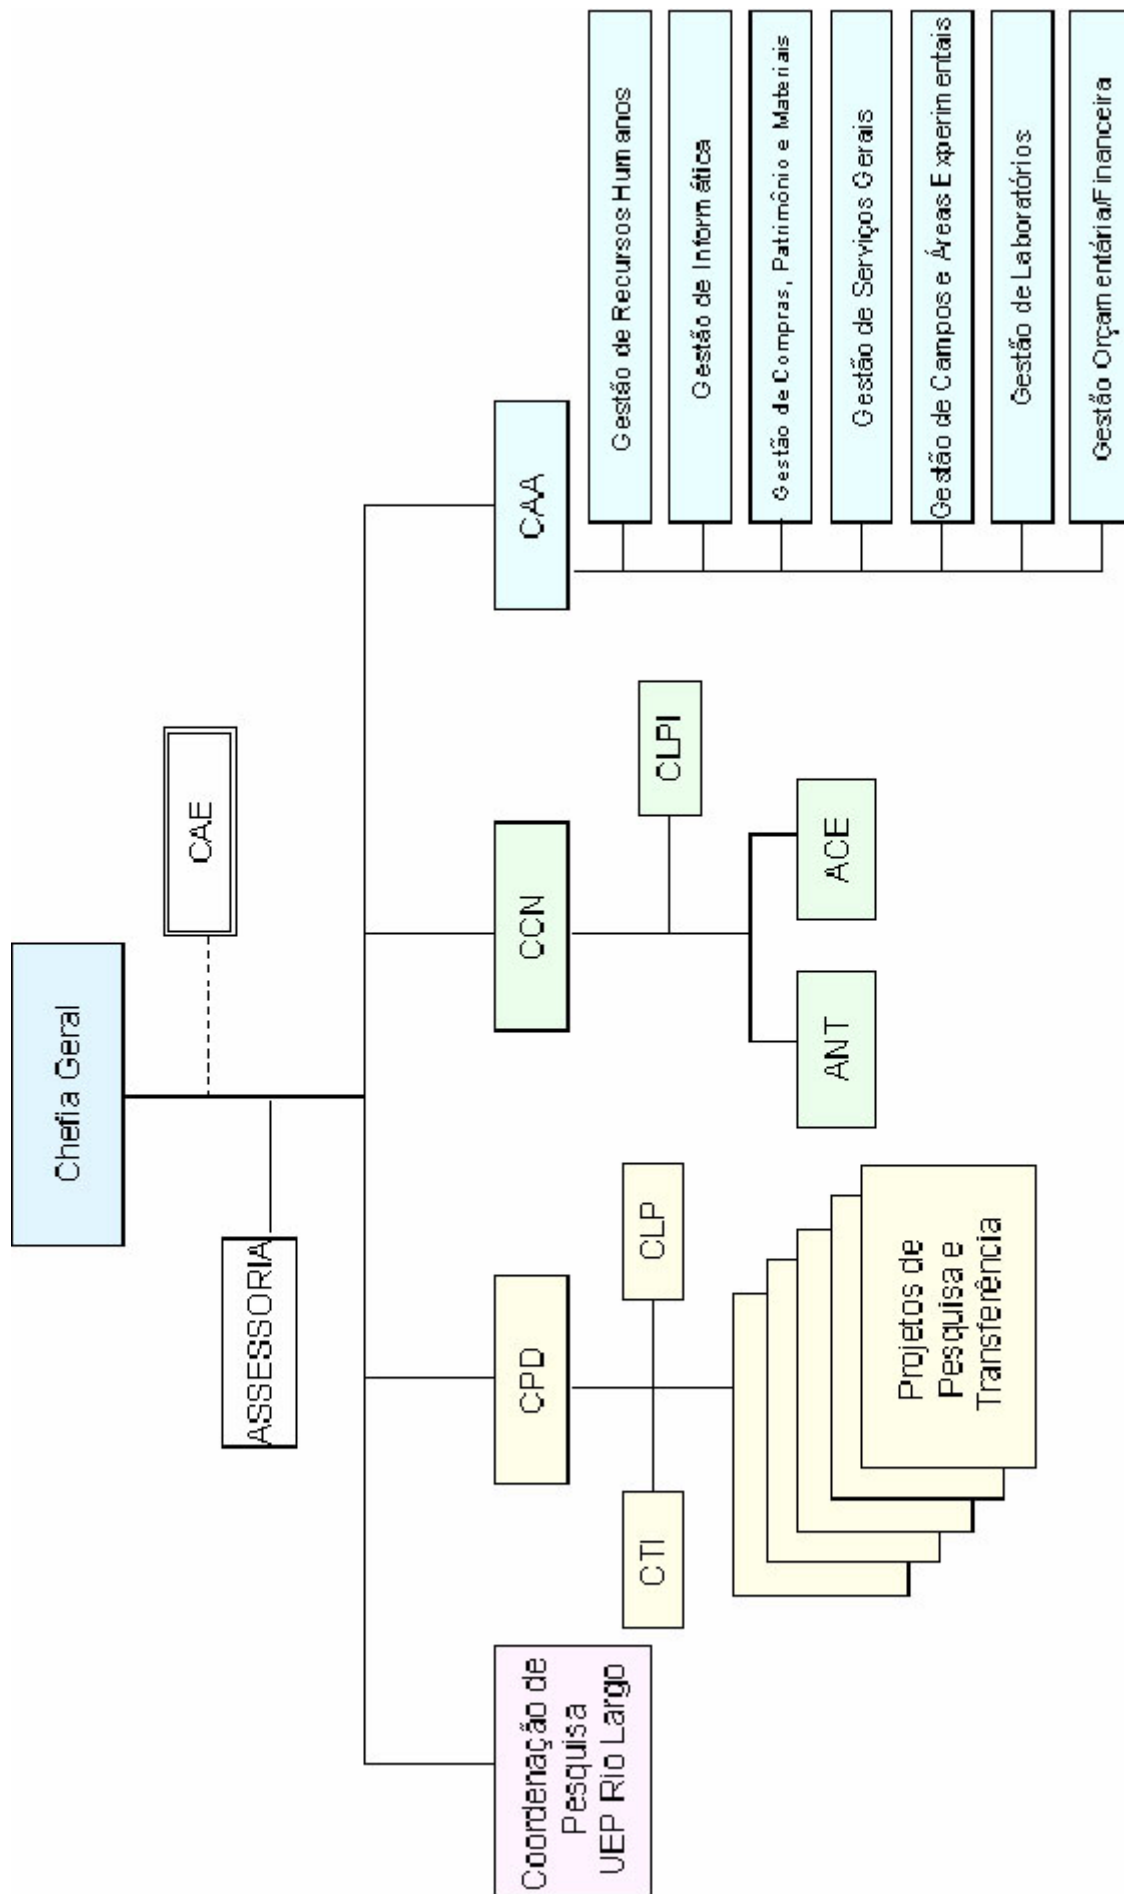 Chefia Geral
CAE
ASSESSORIA
Coordenação de
Pesquisa
UEP Rio Largo
CPD
CCN
CAA
CTI
CLP
CLPI
Projetos de
Pesquisa e
Transferência
ANT
ACE
Gestão de Recursos Humanos
Gestão de Informática
Gestão de Compras, Patrimônio e Materiais
Gestão de Serviços Gerais
Gestão de Campos e Áreas Experimentais
Gestão de Laboratórios
Gestão Orçamentária/Financeira